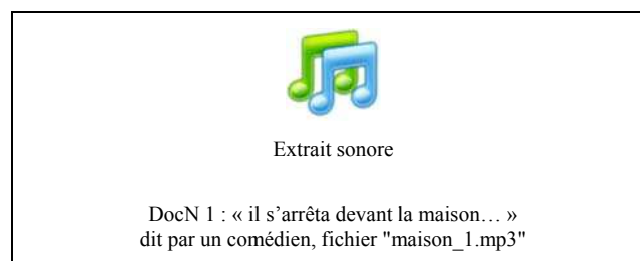 Extrait sonore
DocN 1 : « il s’arrêta devant la maison… »
dit par un comédien, fichier "maison_1.mp3"